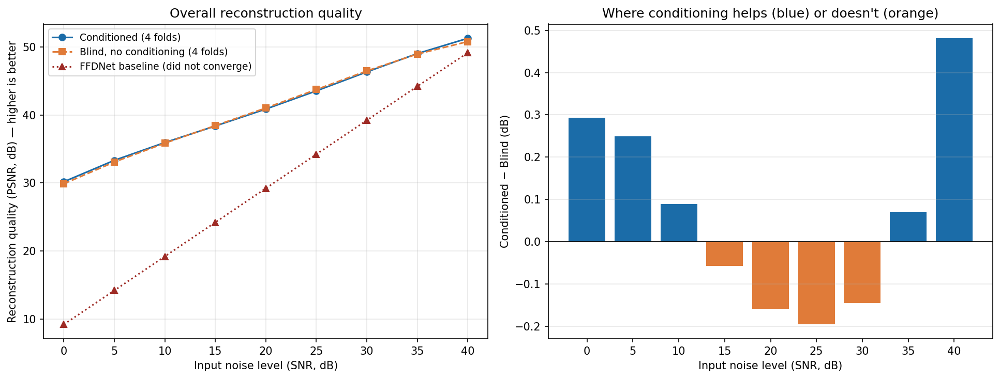 Overall reconstruction quality
Conditioned (4 folds)
Blind, no conditioning (4 folds)
FFDNet baseline (did not converge)
Reconstruction quality (PSNR, dB) — higher is better
50
40
30
20
10
0 5 10 15 20 25 30 35 40
Input noise level (SNR, dB)
Where conditioning helps (blue) or doesn't (orange)
Conditioned − Blind (dB)
0.5
0.4
0.3
0.2
0.1
0.0
−0.1
−0.2
0 5 10 15 20 25 30 35 40
Input noise level (SNR, dB)